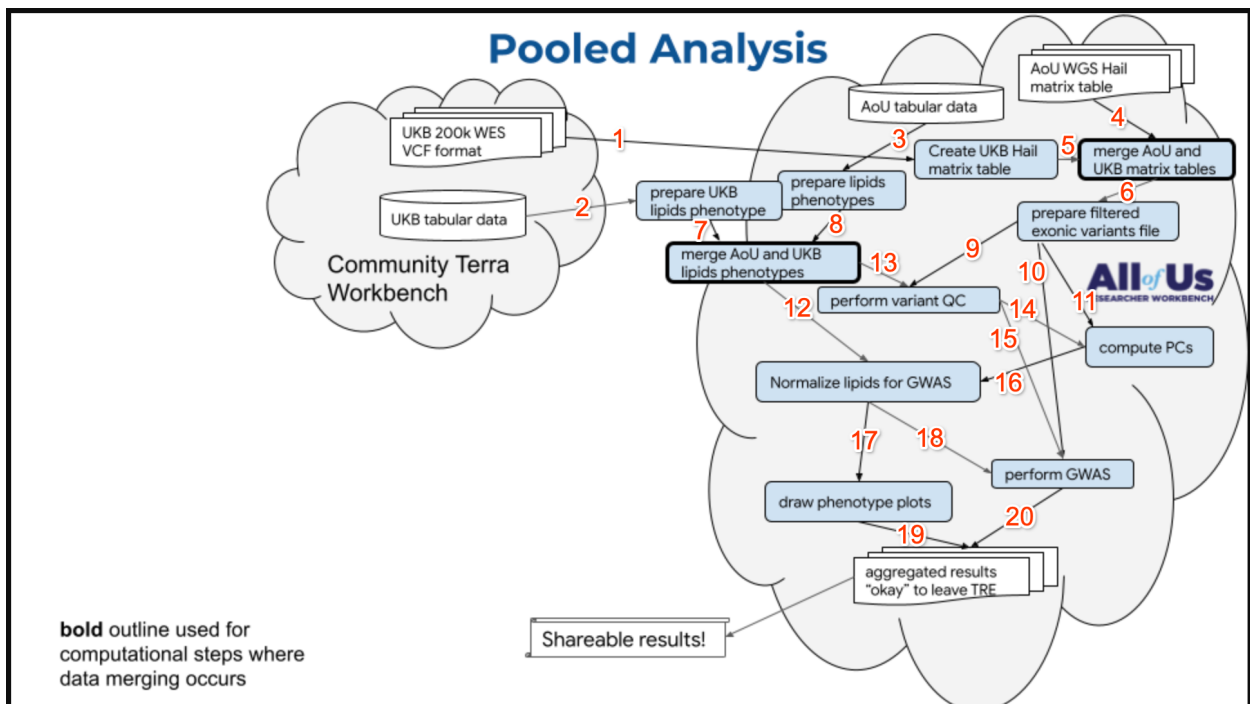 Pooled Analysis
UKB 200k WES
VCF format
UKB tabular data
Community Terra
Workbench
AoU tabular data
AoU WGS Hail
matrix table
1
2
3
4
5
6
7
8
9
10
11
12
13
14
15
16
17
18
19
20
Create UKB Hail
matrix table
merge AoU and
UKB matrix tables
prepare UKB
lipids phenotype
prepare lipids
phenotypes
prepare filtered
exonic variants file
merge AoU and UKB
lipids phenotypes
perform variant QC
All of Us
RESEARCHER WORKBENCH
compute PCs
Normalize lipids for GWAS
perform GWAS
draw phenotype plots
aggregated results
“okay” to leave TRE
Shareable results!
bold outline used for
computational steps where
data merging occurs